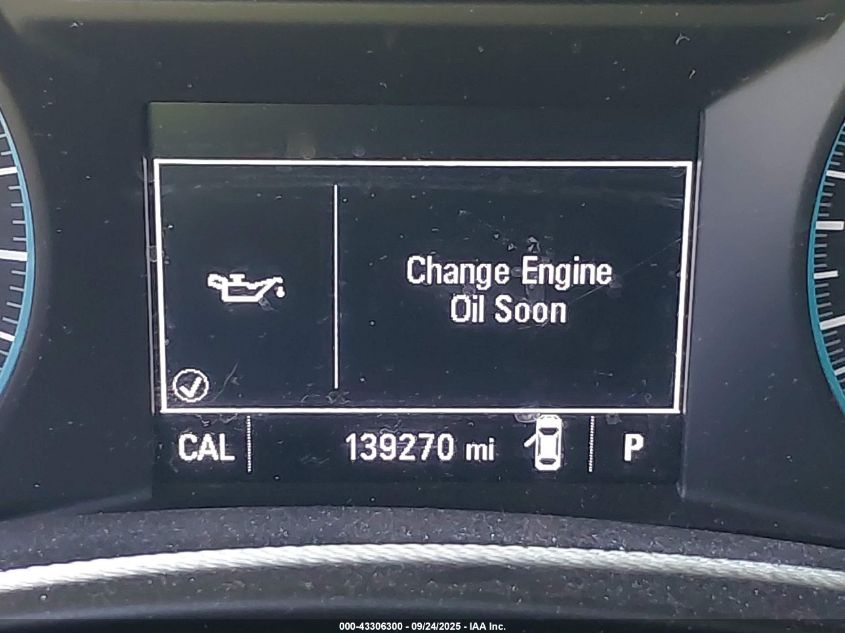 Change Engine
Oil Soon
CAL 139270 mi P
000-43306300 - 09/24/2025 - IAA Inc.